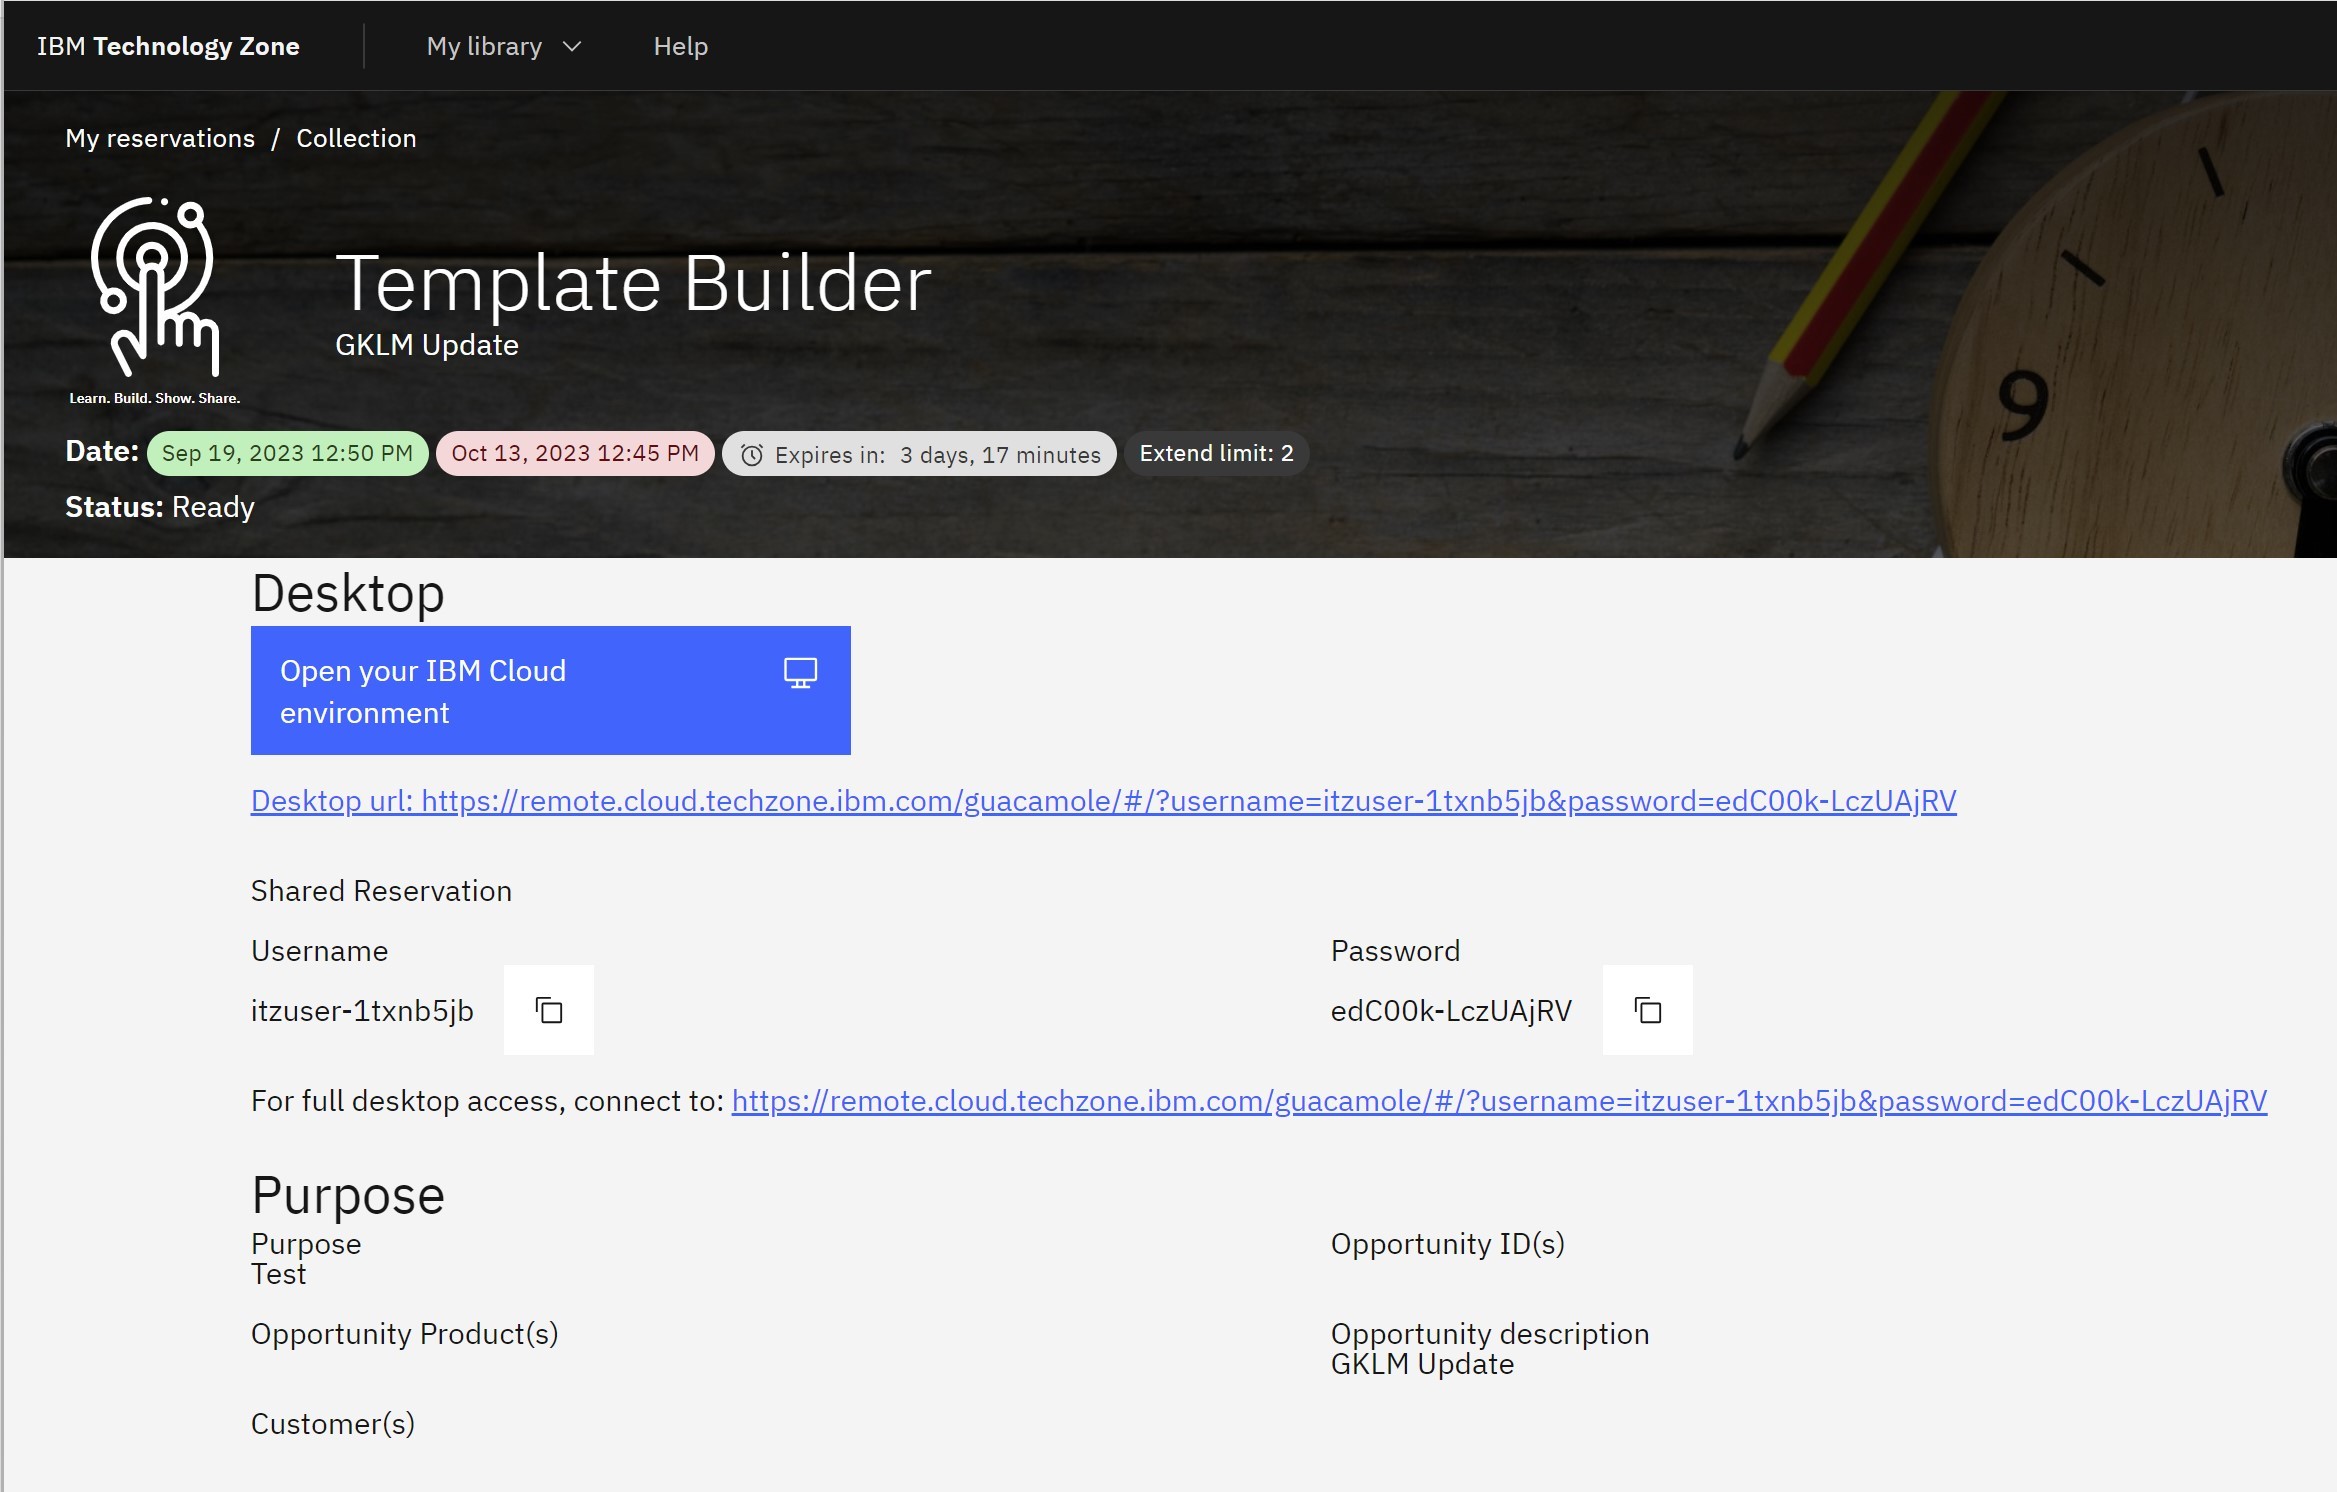 IBM Technology Zone My library Help
My reservations / Collection
Template Builder
GKLM Update
Learn. Build. Show. Share.
Date: Sep 19, 2023 12:50 PM Oct 13, 2023 12:45 PM Expires in: 3 days, 17 minutes Extend limit: 2
Status: Ready
9
Desktop
Open your IBM Cloud
environment
Desktop url: https://remote.cloud.techzone.ibm.com/guacamole/#/?username=itzuser-1txnb5jb&password=edC00k-LczUAjRV
Shared Reservation
Username Password
itzuser-1txnb5jb edC00k-LczUAjRV
For full desktop access, connect to: https://remote.cloud.techzone.ibm.com/guacamole/#/?username=itzuser-1txnb5jb&password=edC00k-LczUAjRV
Purpose
Purpose Opportunity ID(s)
Test
Opportunity Product(s) Opportunity description
GKLM Update
Customer(s)